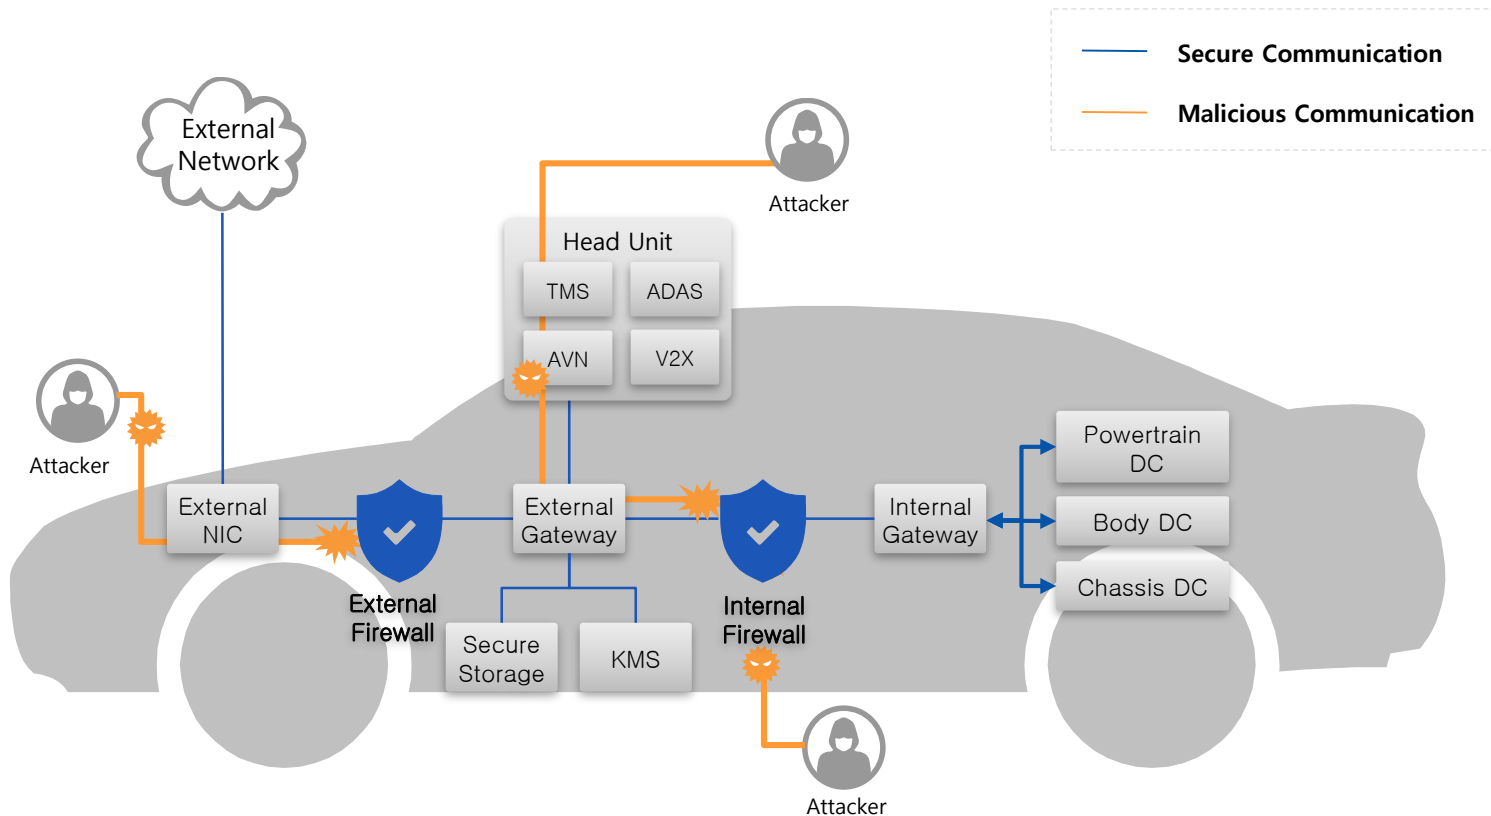 Secure Communication
Malicious Communication
External
Network
Attacker
Head Unit
TMS
ADAS
AVN
V2X
Attacker
External
NIC
External
Firewall
External
Gateway
Secure
Storage
KMS
Internal
Firewall
Internal
Gateway
Powertrain
DC
Body DC
Chassis DC
Attacker